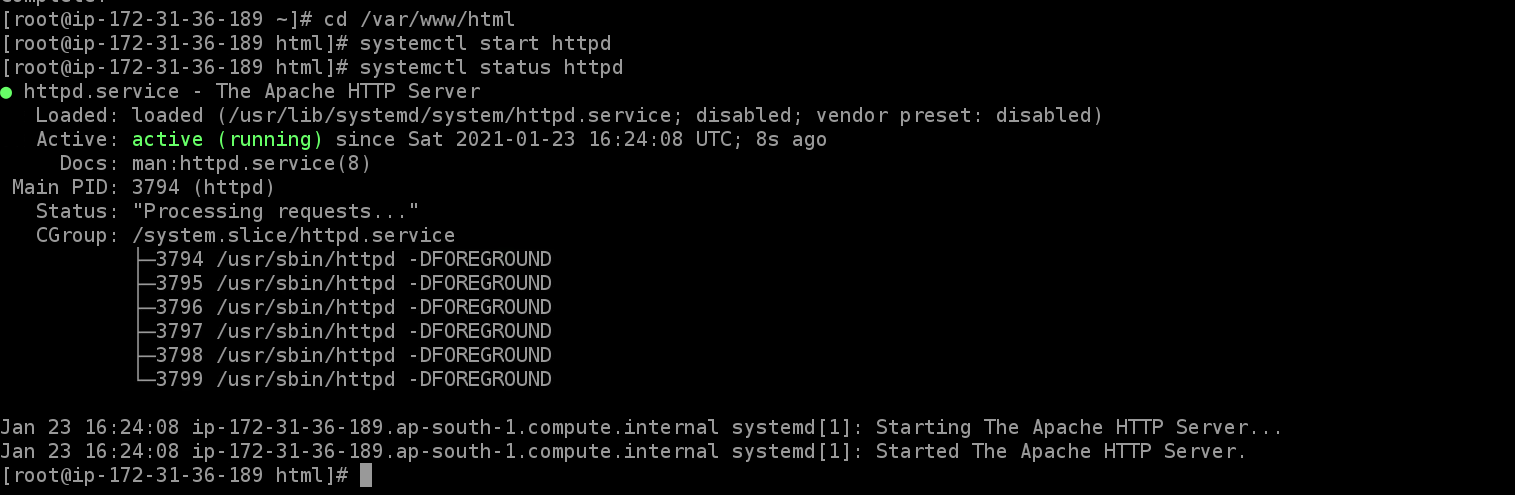 Complete!
[root@ip-172-31-36-189 ~]# cd /var/www/html
[root@ip-172-31-36-189 html]# systemctl start httpd
[root@ip-172-31-36-189 html]# systemctl status httpd
● httpd.service - The Apache HTTP Server
   Loaded: loaded (/usr/lib/systemd/system/httpd.service; disabled; vendor preset: disabled)
   Active: active (running) since Sat 2021-01-23 16:24:08 UTC; 8s ago
     Docs: man:httpd.service(8)
 Main PID: 3794 (httpd)
   Status: "Processing requests..."
   CGroup: /system.slice/httpd.service
           ├─3794 /usr/sbin/httpd -DFOREGROUND
           ├─3795 /usr/sbin/httpd -DFOREGROUND
           ├─3796 /usr/sbin/httpd -DFOREGROUND
           ├─3797 /usr/sbin/httpd -DFOREGROUND
           ├─3798 /usr/sbin/httpd -DFOREGROUND
           └─3799 /usr/sbin/httpd -DFOREGROUND
Jan 23 16:24:08 ip-172-31-36-189.ap-south-1.compute.internal systemd[1]: Starting The Apache HTTP Server...
Jan 23 16:24:08 ip-172-31-36-189.ap-south-1.compute.internal systemd[1]: Started The Apache HTTP Server.
[root@ip-172-31-36-189 html]#